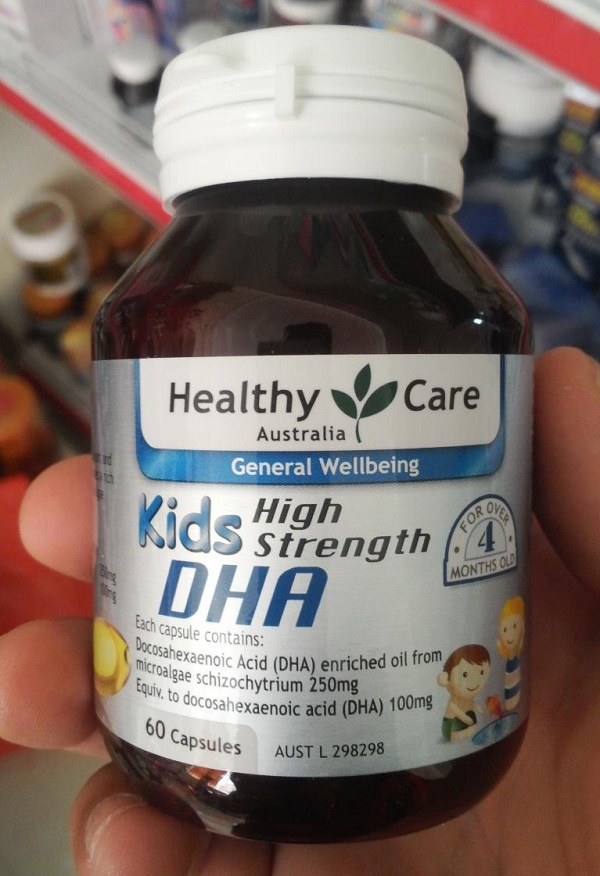 Healthy Care
Australia
General Wellbeing
Kids High
Strength
DHA
FOR OVER
4
MONTHS OLD
Each capsule contains:
Docosahexaenoic Acid (DHA) enriched oil from
microalgae schizochytrium 250mg
Equiv. to docosahexaenoic acid (DHA) 100mg
60 Capsules
AUST L 298298